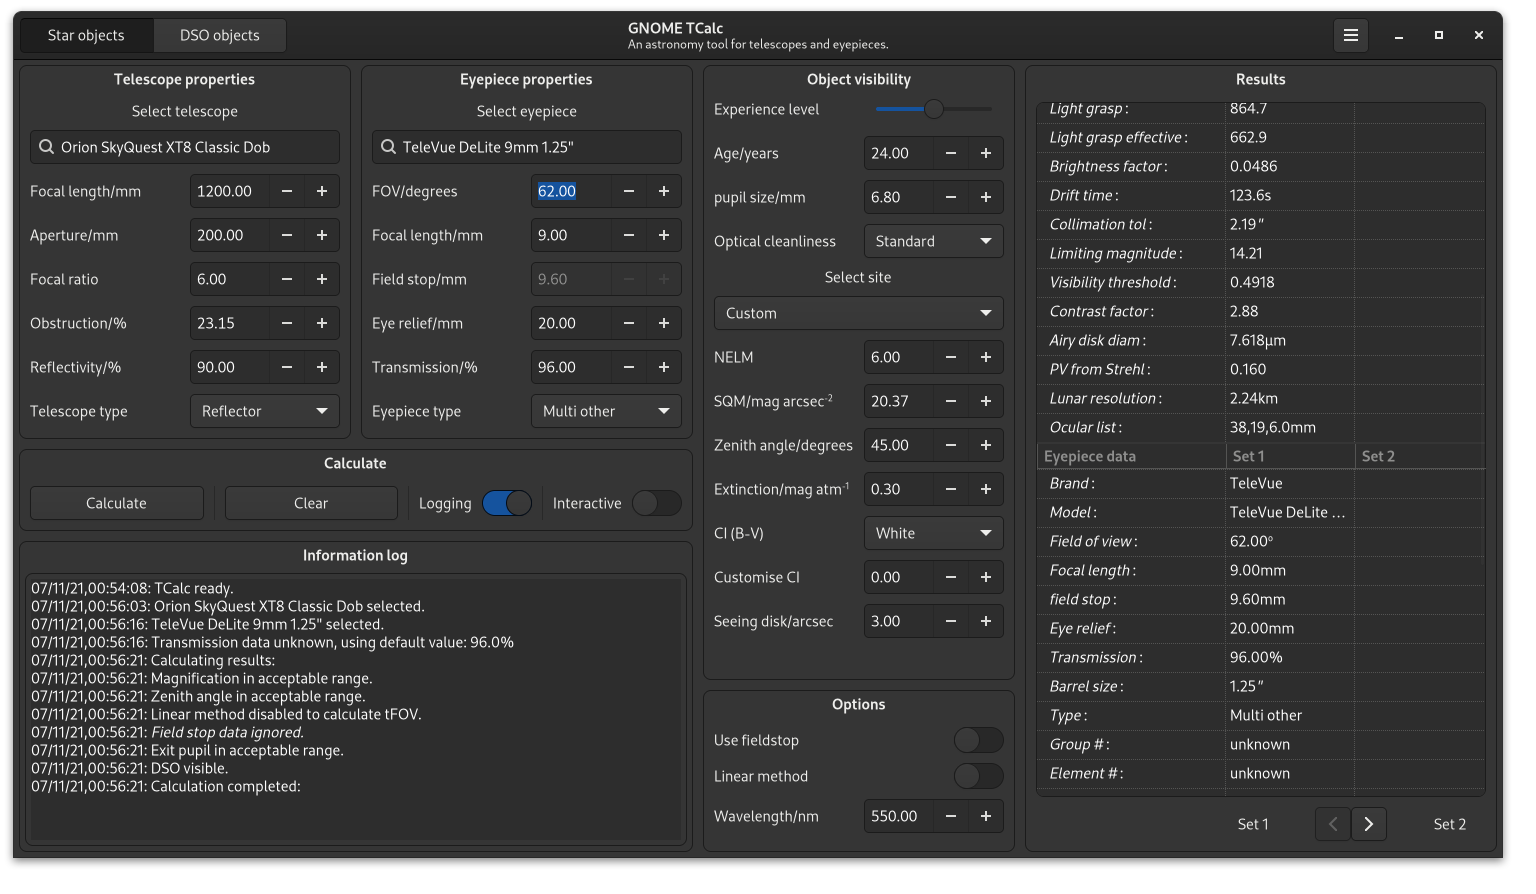 Star objects
DSO objects
GNOME TCalc
An astronomy tool for telescopes and eyepieces.
Telescope properties
Select telescope
Orion SkyQuest XT8 Classic Dob
Focal length/mm 1200.00
Aperture/mm 200.00
Focal ratio 6.00
Obstruction/% 23.15
Reflectivity/% 90.00
Telescope type Reflector
Eyepiece properties
Select eyepiece
TeleVue DeLite 9mm 1.25"
FOV/degrees 62.00
Focal length/mm 9.00
Field stop/mm 9.60
Eye relief/mm 20.00
Transmission/% 96.00
Eyepiece type Multi other
Calculate
Calculate Clear Logging Interactive
Information log
07/11/21,00:54:08: TCalc ready.
07/11/21,00:56:03: Orion SkyQuest XT8 Classic Dob selected.
07/11/21,00:56:16: TeleVue DeLite 9mm 1.25" selected.
07/11/21,00:56:16: Transmission data unknown, using default value: 96.0%
07/11/21,00:56:21: Calculating results:
07/11/21,00:56:21: Magnification in acceptable range.
07/11/21,00:56:21: Zenith angle in acceptable range.
07/11/21,00:56:21: Linear method disabled to calculate tFOV.
07/11/21,00:56:21: Field stop data ignored.
07/11/21,00:56:21: Exit pupil in acceptable range.
07/11/21,00:56:21: DSO visible.
07/11/21,00:56:21: Calculation completed:
Object visibility
Experience level
Age/years 24.00
pupil size/mm 6.80
Optical cleanliness Standard
Select site
Custom
NELM 6.00
SQM/mag arcsec⁻² 20.37
Zenith angle/degrees 45.00
Extinction/mag atm⁻¹ 0.30
CI (B-V) White
Customise CI 0.00
Seeing disk/arcsec 3.00
Options
Use fieldstop
Linear method
Wavelength/nm 550.00
Results
Light grasp : 864.7
Light grasp effective : 662.9
Brightness factor : 0.0486
Drift time : 123.6s
Collimation tol : 2.19″
Limiting magnitude : 14.21
Visibility threshold : 0.4918
Contrast factor : 2.88
Airy disk diam : 7.618µm
PV from Strehl : 0.160
Lunar resolution : 2.24km
Ocular list : 38,19,6.0mm
Eyepiece data Set 1 Set 2
Brand : TeleVue
Model : TeleVue DeLite ...
Field of view : 62.00°
Focal length : 9.00mm
field stop : 9.60mm
Eye relief : 20.00mm
Transmission : 96.00%
Barrel size : 1.25″
Type : Multi other
Group # : unknown
Element # : unknown
Set 1 Set 2